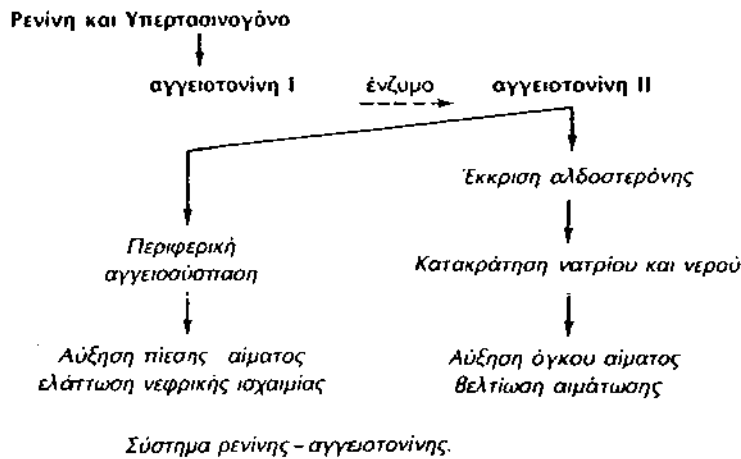 Ρενίνη και Υπερτασινογόνο
αγγειοτονίνη Ι ένζυμο αγγειοτονίνη ΙΙ
Έκκριση αλδοστερόνης
Περιφερική
αγγειοσύσπαση
Κατακράτηση νατρίου και νερού
Αύξηση πίεσης αίματος
ελάττωση νεφρικής ισχαιμίας
Αύξηση όγκου αίματος
βελτίωση αιμάτωσης
Σύστημα ρενίνης – αγγειοτονίνης.